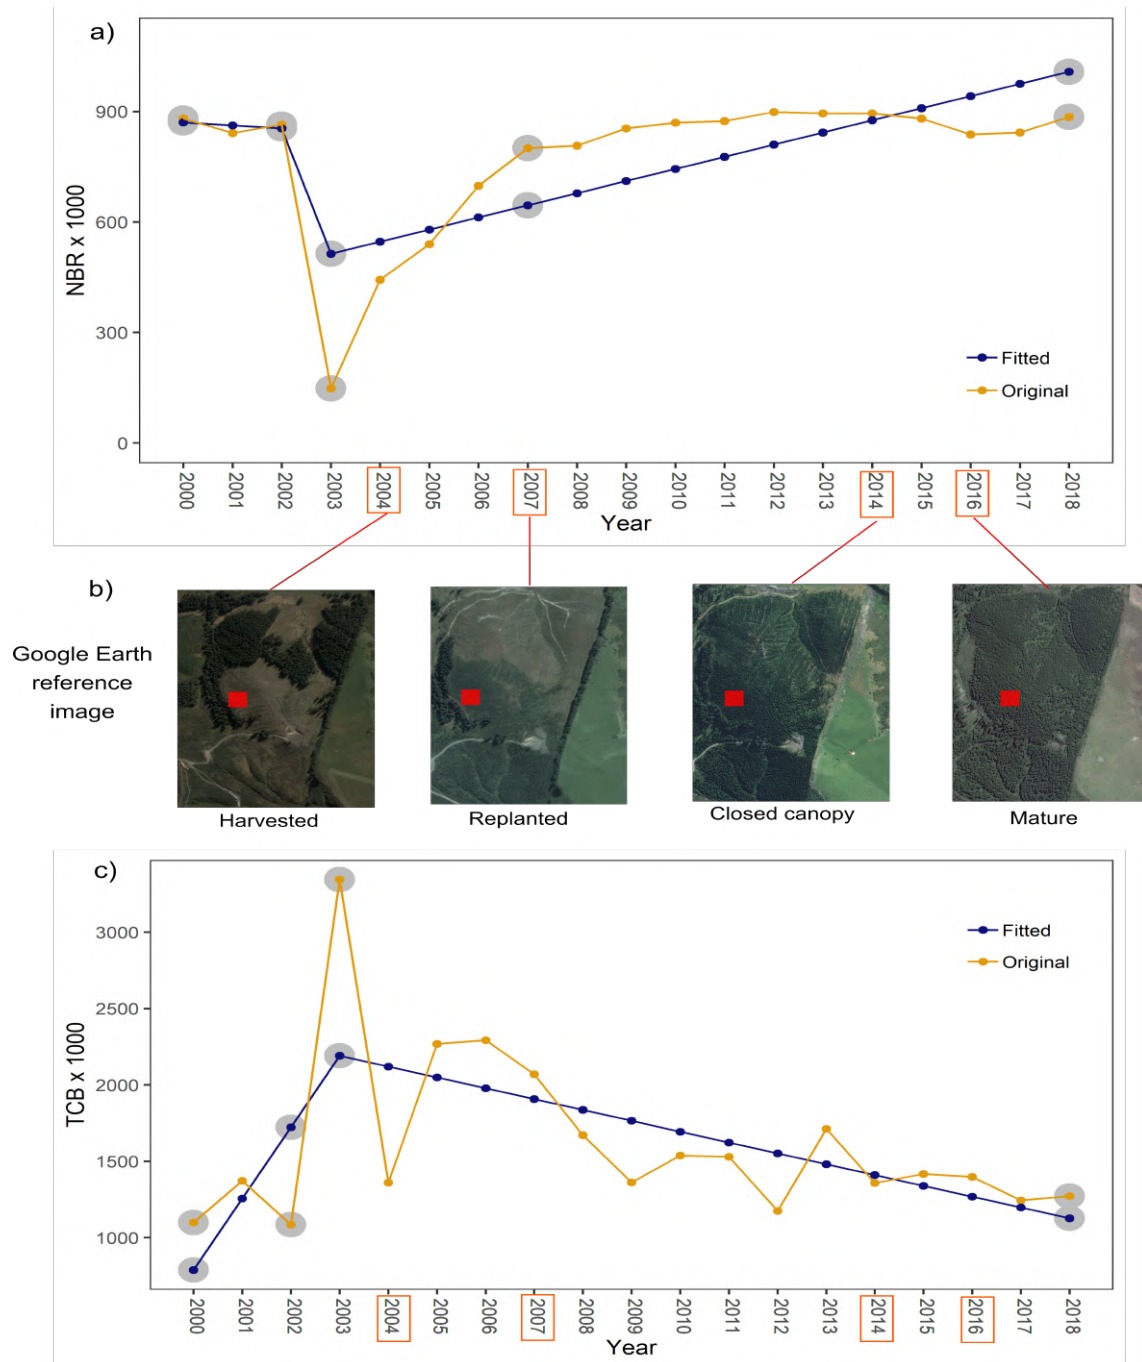 a)
NBR x 1000
900
600
300
0
Fitted
Original
2000 2001 2002 2003 2004 2005 2006 2007 2008 2009 2010 2011 2012 2013 2014 2015 2016 2017 2018
Year
b)
Google Earth
reference
image
Harvested Replanted Closed canopy Mature
c)
TCB x 1000
3000
2500
2000
1500
1000
Fitted
Original
2000 2001 2002 2003 2004 2005 2006 2007 2008 2009 2010 2011 2012 2013 2014 2015 2016 2017 2018
Year